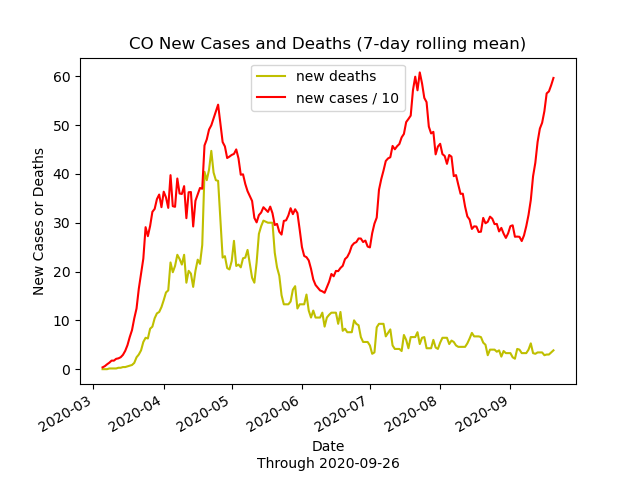 CO New Cases and Deaths (7-day rolling mean)
new deaths
new cases / 10
60
50
40
30
20
10
0
New Cases or Deaths
2020-03
2020-04
2020-05
2020-06
2020-07
2020-08
2020-09
Date
Through 2020-09-26